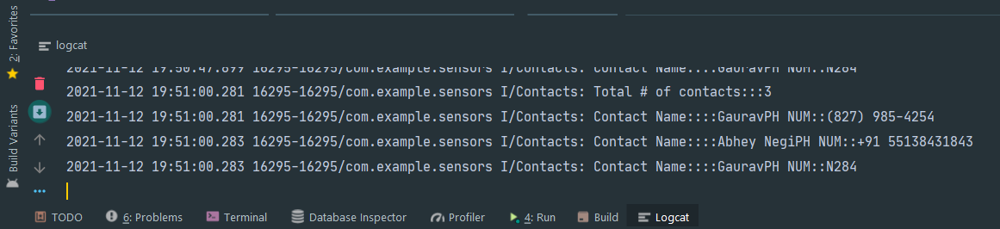 2: Favorites
logcat
2021-11-12 19:50:47.899 16295-16295/com.example.sensors I/Contacts: Contact Name::::GauravPH NUM::N284
2021-11-12 19:51:00.281 16295-16295/com.example.sensors I/Contacts: Total # of contacts:::3
2021-11-12 19:51:00.281 16295-16295/com.example.sensors I/Contacts: Contact Name::::GauravPH NUM::(827) 985-4254
2021-11-12 19:51:00.283 16295-16295/com.example.sensors I/Contacts: Contact Name::::Abhey NegiPH NUM::+91 55138431843
2021-11-12 19:51:00.283 16295-16295/com.example.sensors I/Contacts: Contact Name::::GauravPH NUM::N284
Build Variants
TODO 6: Problems Terminal Database Inspector Profiler 4: Run Build Logcat